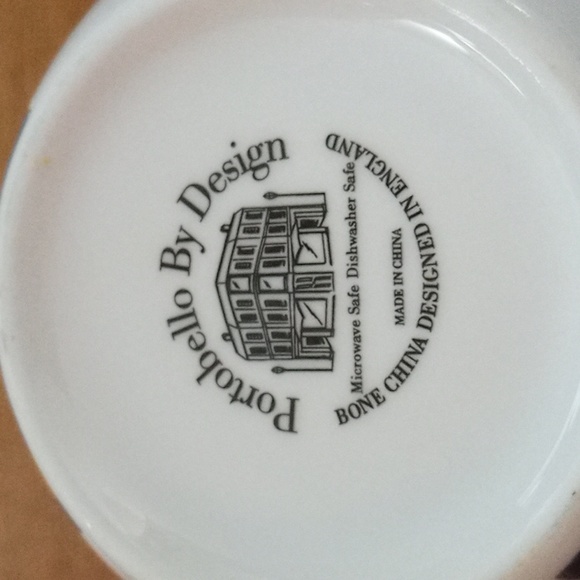 Portobello By Design
Microwave Safe Dishwasher Safe
MADE IN CHINA
BONE CHINA DESIGNED IN ENGLAND